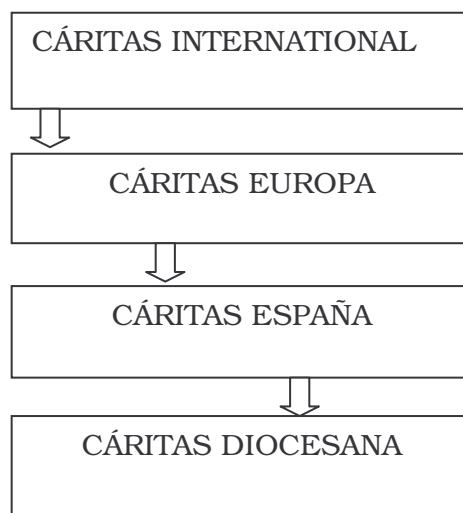 CÁRITAS INTERNATIONAL
CÁRITAS EUROPA
CÁRITAS ESPAÑA
CÁRITAS DIOCESANA